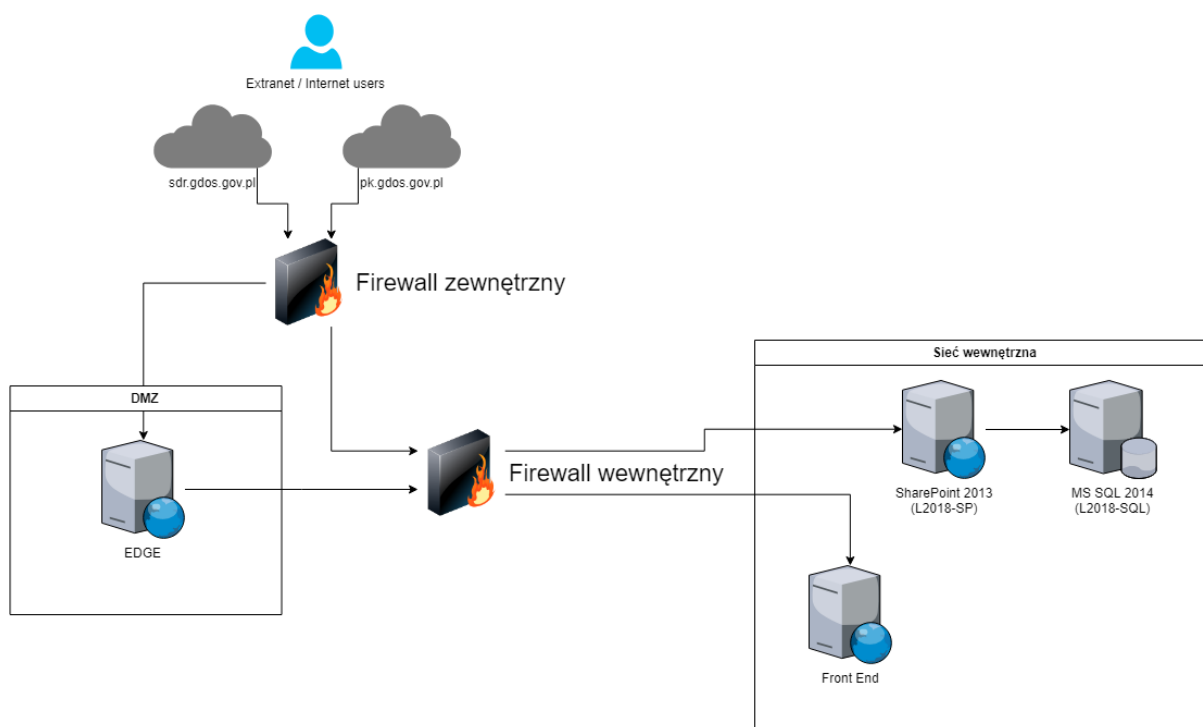 Extranet / Internet users
sdr.gdos.gov.pl
pk.gdos.gov.pl
Firewall zewnętrzny
Sieć wewnętrzna
DMZ
Firewall wewnętrzny
SharePoint 2013
(L2018-SP)
MS SQL 2014
(L2018-SQL)
EDGE
Front End